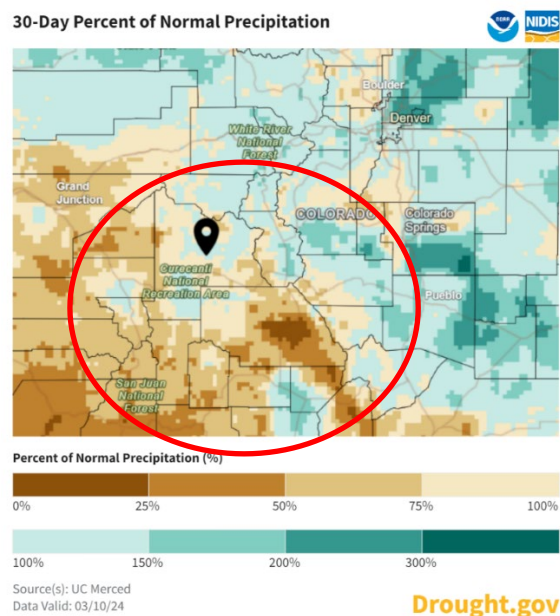 30-Day Percent of Normal Precipitation
NOAA
NIDIS
Boulder
Denver
White River
National
Forest
Grand
Junction
COLORADO
Colorado
Springs
Curecanti
National
Recreation Area
Pueblo
San Juan
National
Forest
Percent of Normal Precipitation (%)
0% 25% 50% 75% 100%
100% 150% 200% 300%
Source(s): UC Merced
Data Valid: 03/10/24
Drought.gov